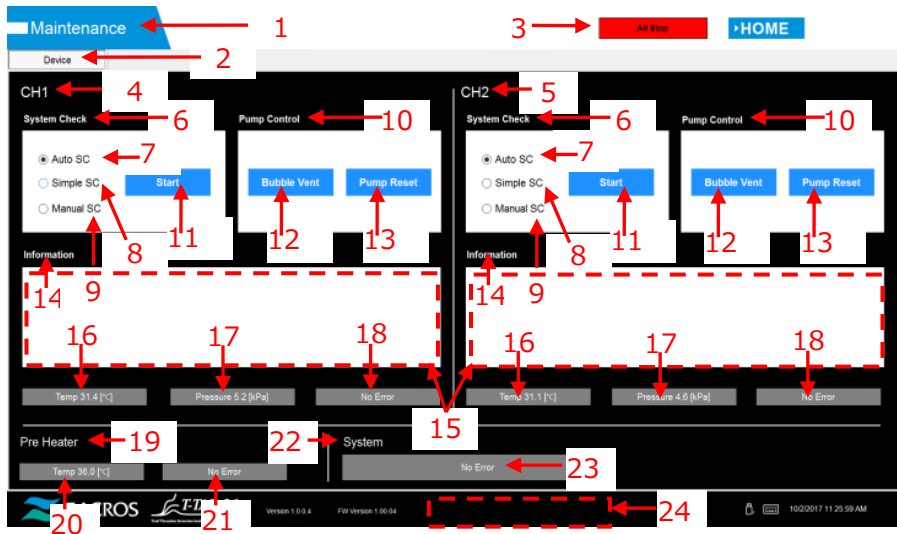 Maintenance 1 3 All Stop HOME
Device 2
CH1 4 CH2 5
System Check 6 Pump Control 10 System Check 6 Pump Control 10
Auto SC 7 Auto SC 7
Simple SC Start Bubble Vent Pump Reset Simple SC Start Bubble Vent Pump Reset
Manual SC Manual SC
8 11 12 13 8 11 12 13
Information Information
14 9 14 9
16 17 18 16 17 18
Temp 31.4 [℃] Pressure 5.2 [kPa] No Error Temp 31.1 [℃] Pressure 4.6 [kPa] No Error
15
Pre Heater 19 22 System
Temp 36.0 [℃] No Error No Error 23
20 21 Version 1.0.0.4 FW Version 1.00.04 24 10/2/2017 11:25:59 AM